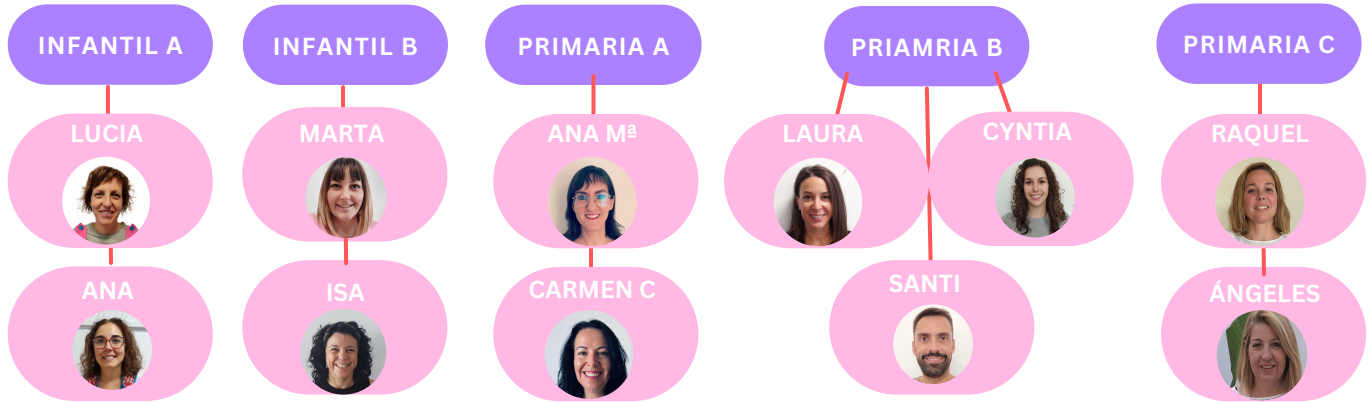 INFANTIL A
INFANTIL B
PRIMARIA A
PRIAMRIA B
PRIMARIA C
LUCIA
MARTA
ANA Mª
LAURA
CYNTIA
RAQUEL
ANA
ISA
CARMEN C
SANTI
ÁNGELES